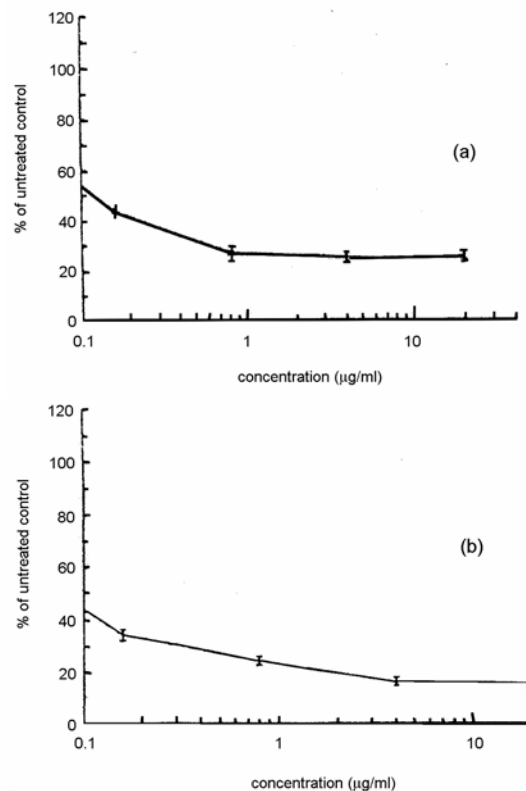 120
100
80
60
40
20
0
% of untreated control
(a)
0.1 1 10
concentration (μg/ml)
120
100
80
60
40
20
0
% of untreated control
(b)
0.1 1 10
concentration (μg/ml)